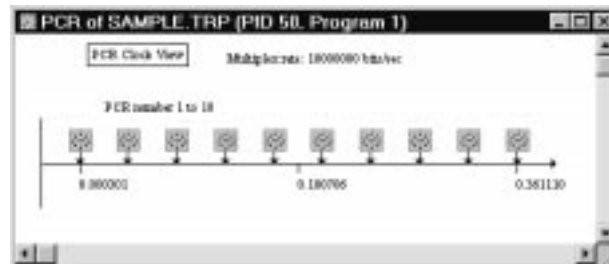 PCR of SAMPLE.TRP (PID 50, Program 1)
PCR Clock View
Multiplex rate: 10000000 bits/sec
PCR number 1 to 10
0.000301
0.180706
0.361110